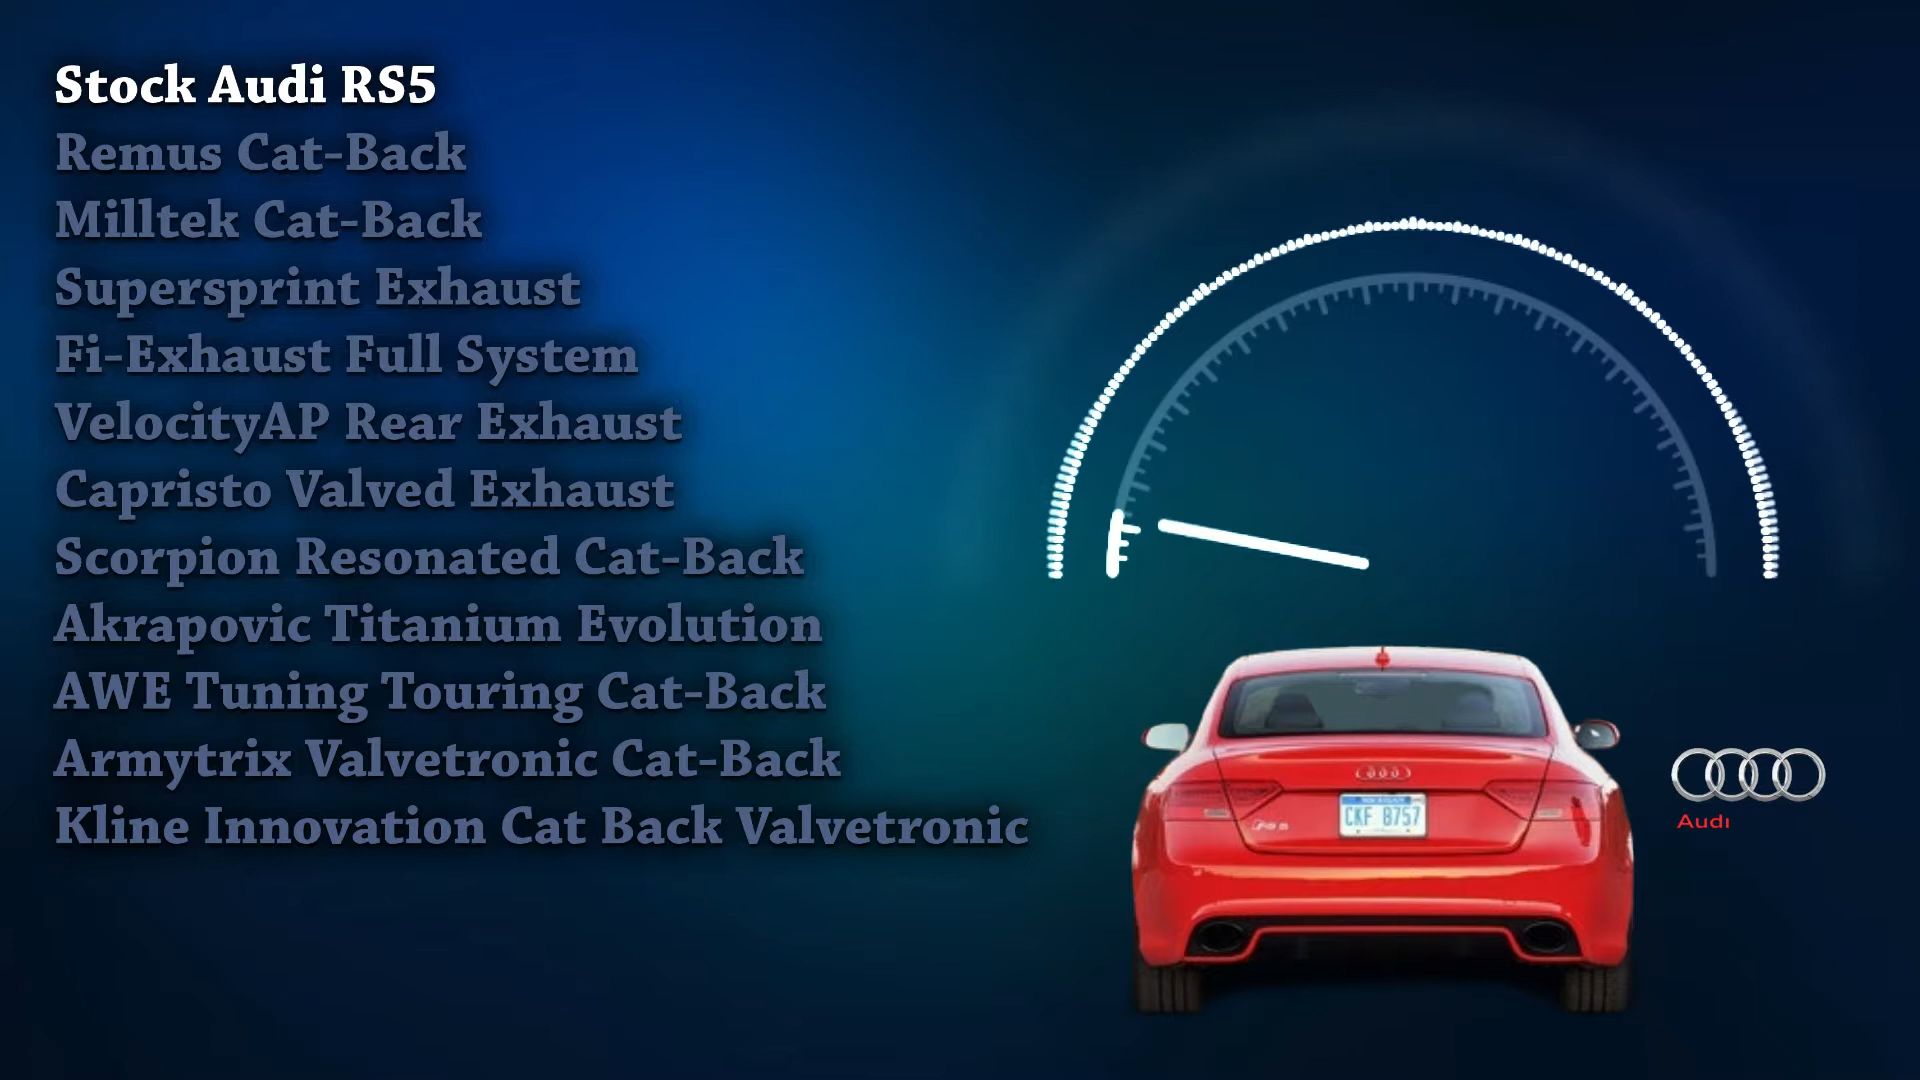 Stock Audi RS5
Remus Cat-Back
Milltek Cat-Back
Supersprint Exhaust
Fi-Exhaust Full System
VelocityAP Rear Exhaust
Capristo Valved Exhaust
Scorpion Resonated Cat-Back
Akrapovic Titanium Evolution
AWE Tuning Touring Cat-Back
Armytrix Valvetronic Cat-Back
Kline Innovation Cat Back Valvetronic
CKF 8757
RS5
Audi